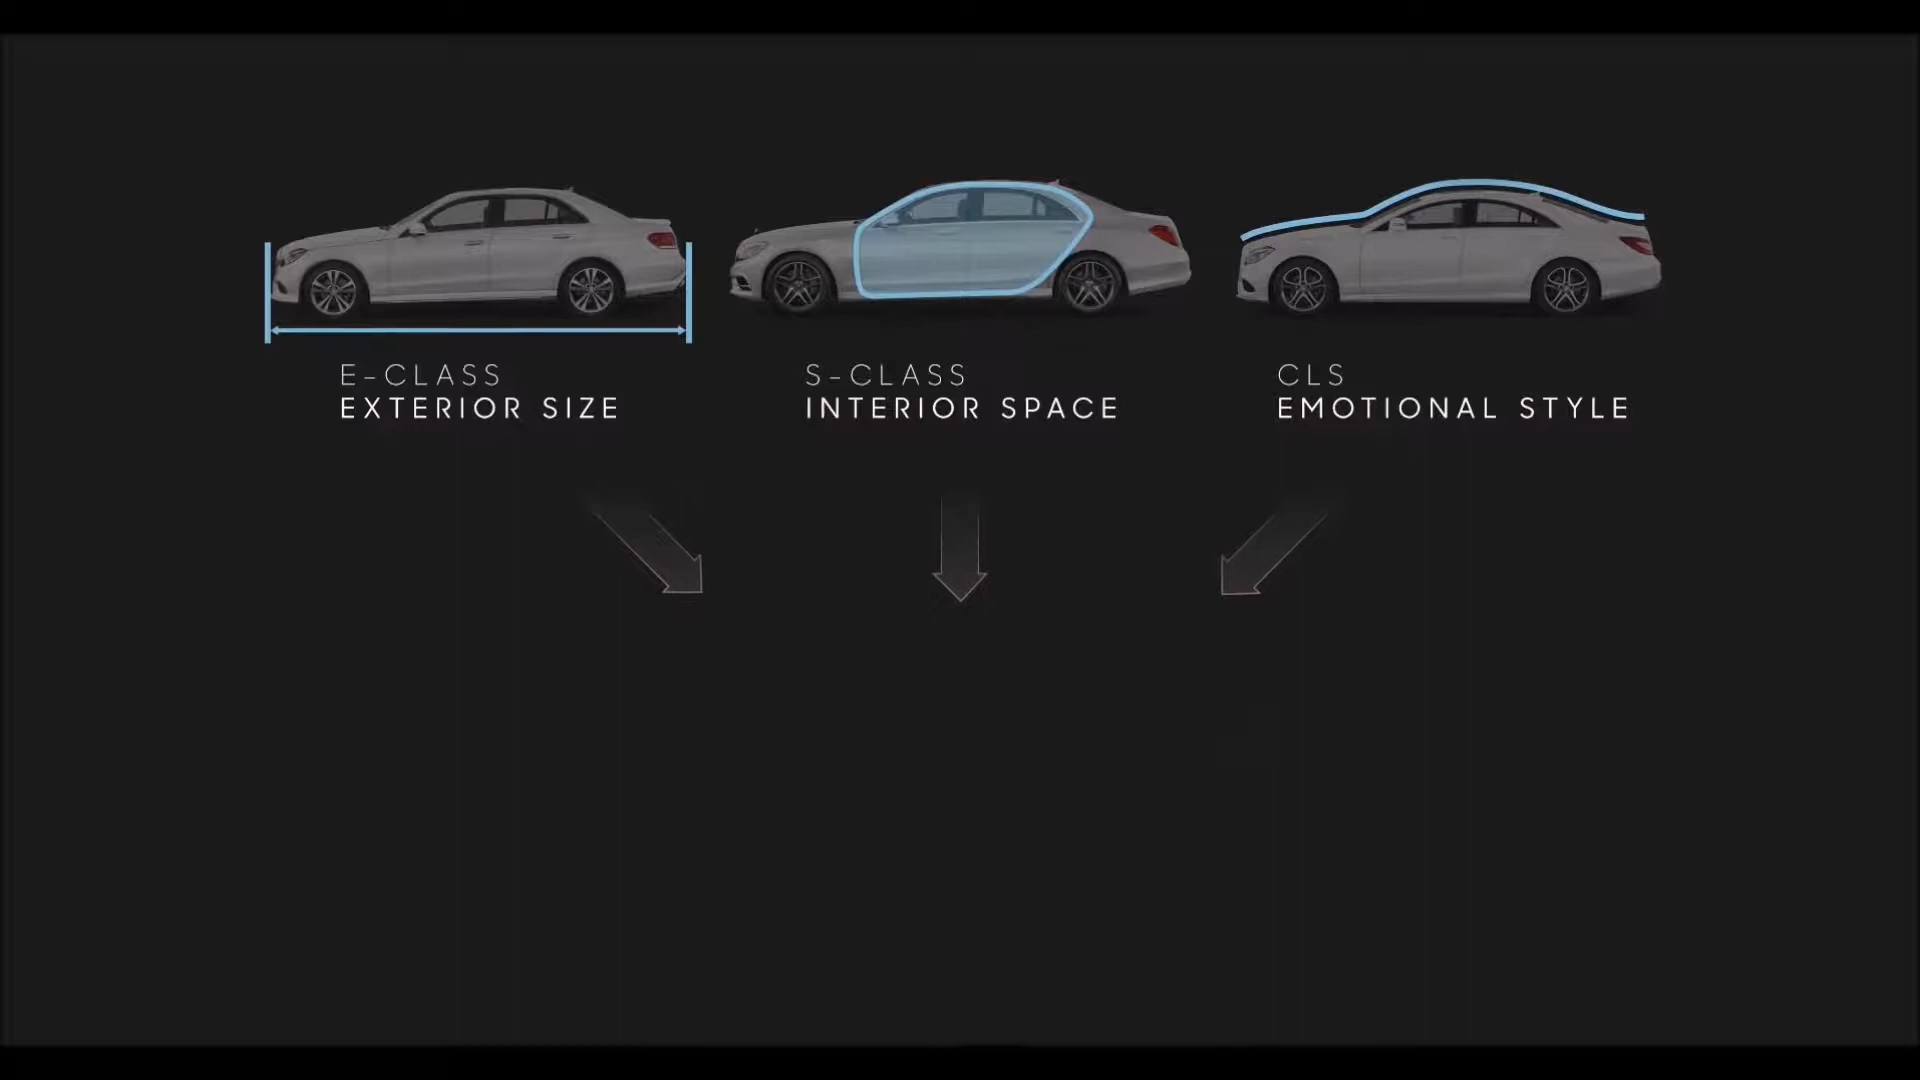 E-CLASS
EXTERIOR SIZE
S-CLASS
INTERIOR SPACE
CLS
EMOTIONAL STYLE